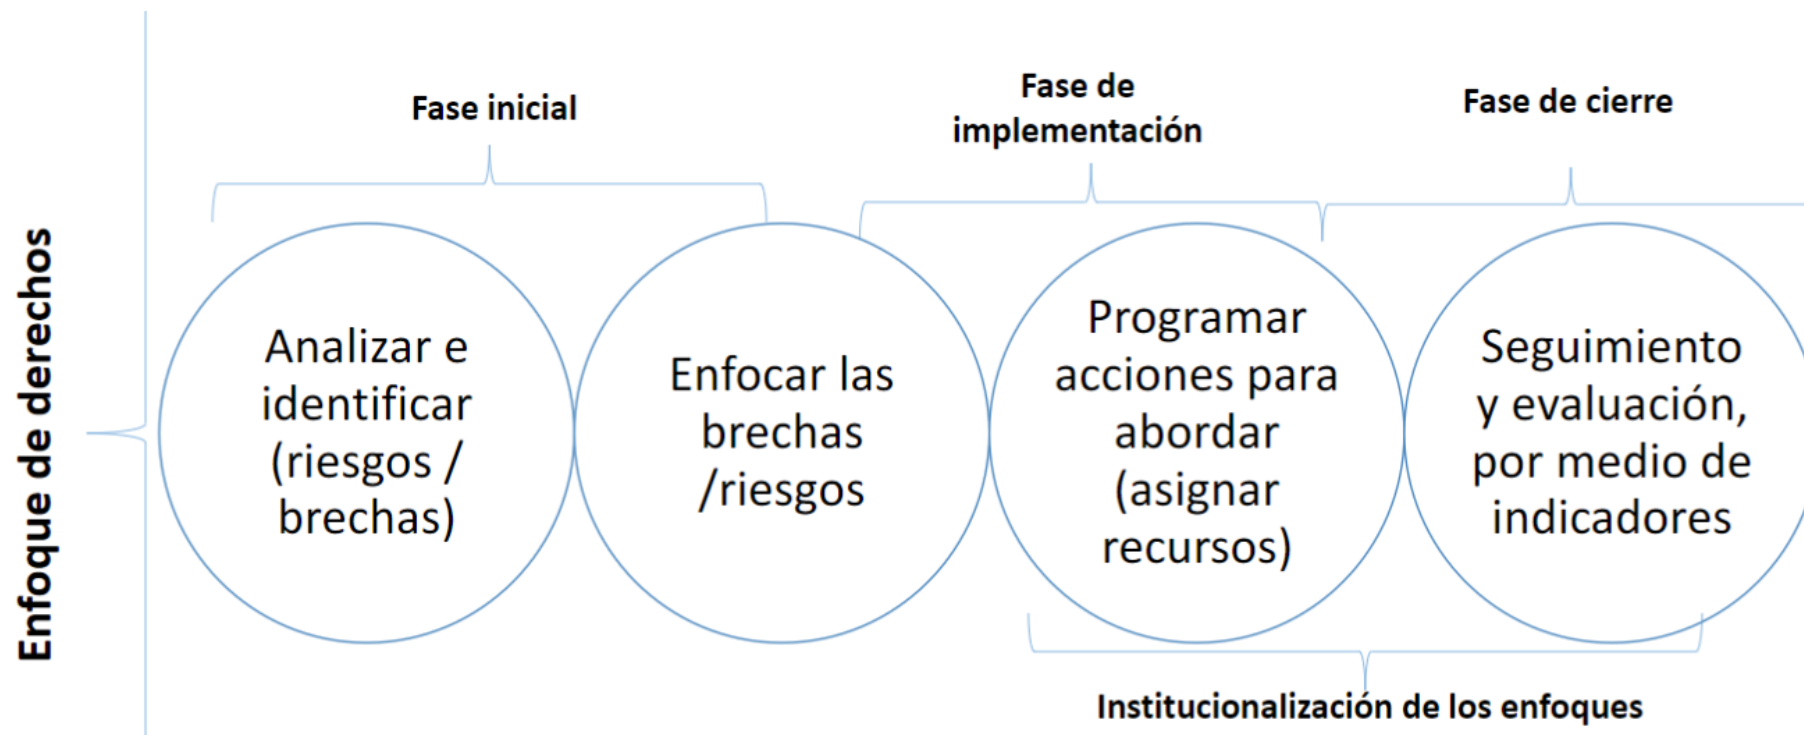 Enfoque de derechos
Fase inicial
Fase de
implementación
Fase de cierre
Analizar e
identificar
(riesgos /
brechas)
Enfocar las
brechas
/riesgos
Programar
acciones para
abordar
(asignar
recursos)
Seguimiento
y evaluación,
por medio de
indicadores
Institucionalización de los enfoques